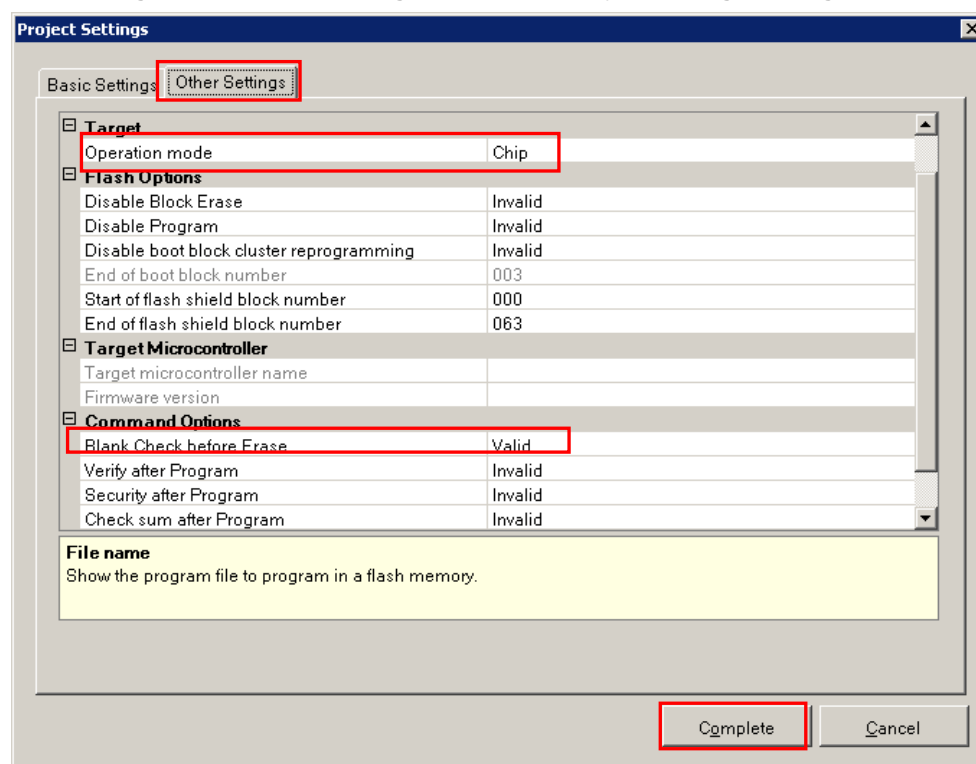 Project Settings
Basic Settings Other Settings
Target
Operation mode Chip
Flash Options
Disable Block Erase Invalid
Disable Program Invalid
Disable boot block cluster reprogramming Invalid
End of boot block number 003
Start of flash shield block number 000
End of flash shield block number 063
Target Microcontroller
Target microcontroller name
Firmware version
Command Options
Blank Check before Erase Valid
Verify after Program Invalid
Security after Program Invalid
Check sum after Program Invalid
File name
Show the program file to program in a flash memory.
Complete Cancel